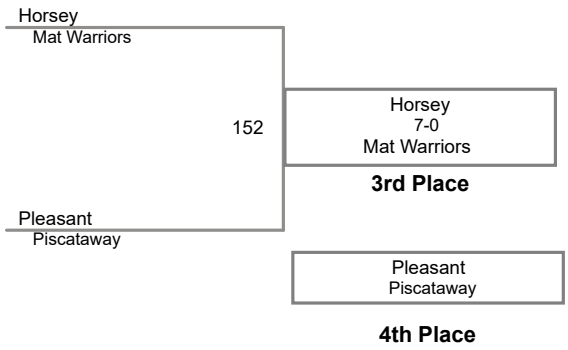 Horsey
Mat Warriors
152
Horsey
7-0
Mat Warriors
3rd Place
Pleasant
Piscataway
Pleasant
Piscataway
4th Place